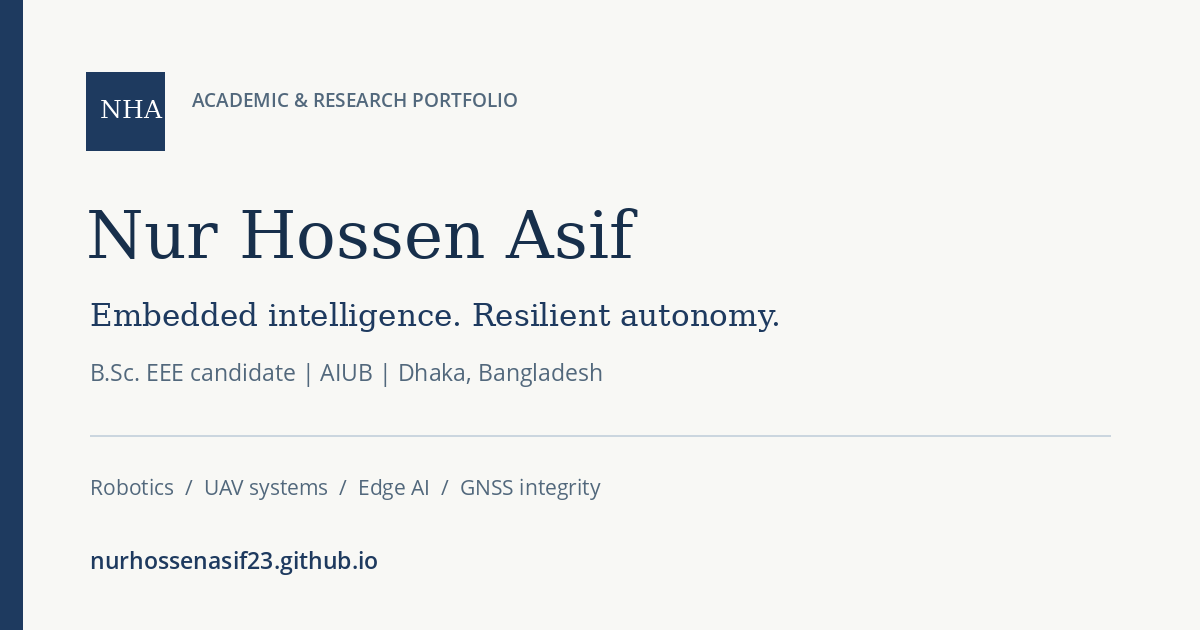 NHA
ACADEMIC & RESEARCH PORTFOLIO
Nur Hossen Asif
Embedded intelligence. Resilient autonomy.
B.Sc. EEE candidate | AIUB | Dhaka, Bangladesh
Robotics / UAV systems / Edge AI / GNSS integrity
nurhossenasif23.github.io